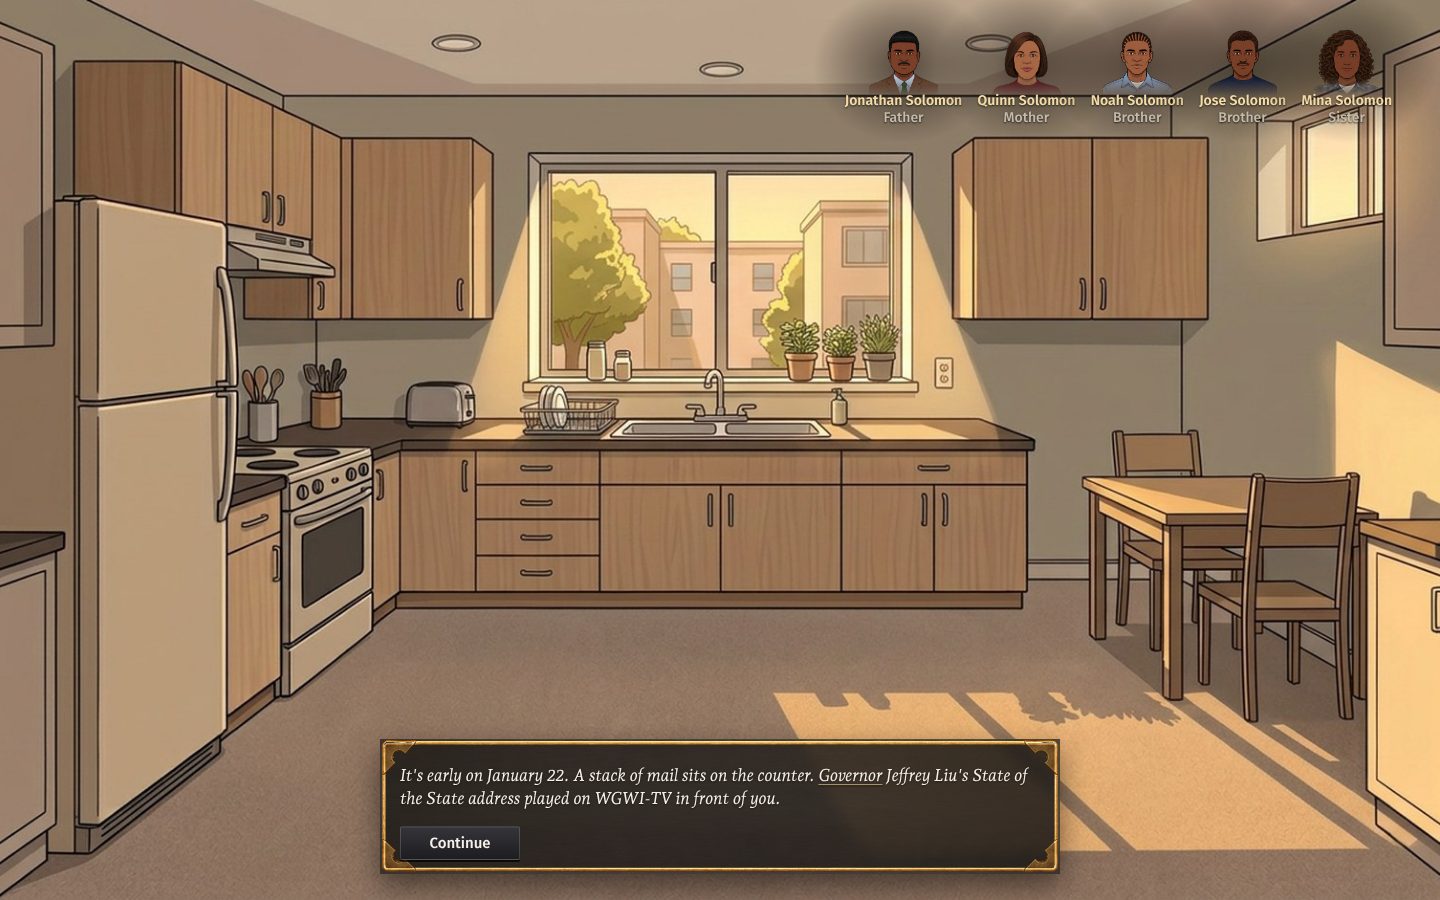 Jonathan Solomon
Father
Quinn Solomon
Mother
Noah Solomon
Brother
Jose Solomon
Brother
Mina Solomon
Sister
It's early on January 22. A stack of mail sits on the counter. Governor Jeffrey Liu's State of
the State address played on WGWI-TV in front of you.
Continue